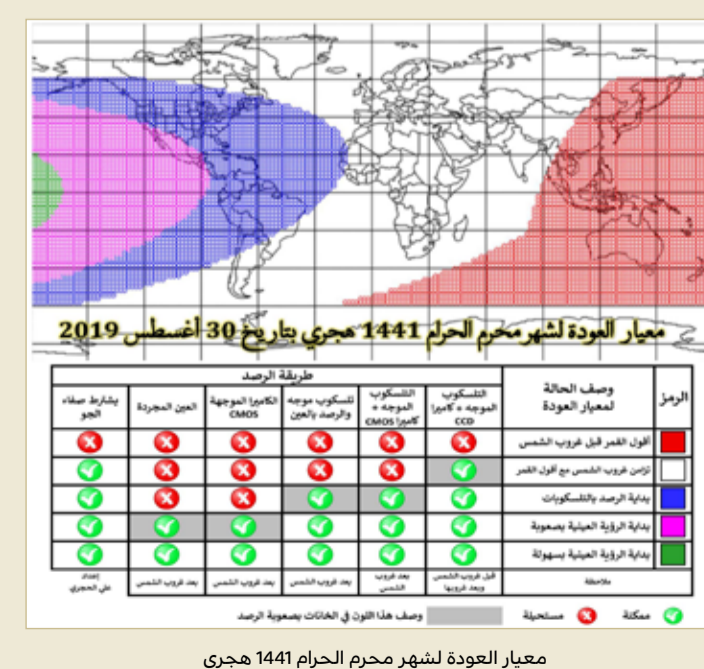 معيار العودة لشهر محرم الحرام 1441 هجري بتاريخ 30 أغسطس 2019
طريقة الرصد
الرمز
وصف الحالة
لمعيار العودة
التلسكوب
الموجه + كاميرا
CCD
التلسكوب
الموجه +
كاميرا CMOS
تلسكوب موجه
والرصد بالعين
الكاميرا الموجهة
CMOS
العين المجردة
يشترط صفاء
الجو
أفول القمر قبل غروب الشمس
تزامن غروب الشمس مع أفول القمر
بداية الرصد بالتلسكوبات
بداية الرؤية العينية بصعوبة
بداية الرؤية العينية بسهولة
ملاحظة
قبل غروب الشمس
وبعد غروبها
بعد غروب
الشمس
بعد غروب الشمس
بعد غروب الشمس
بعد غروب الشمس
إعداد
علي الحجري
ممكنة
مستحيلة
وصف هذا اللون في الخانات بصعوبة الرصد
معيار العودة لشهر محرم الحرام 1441 هجري